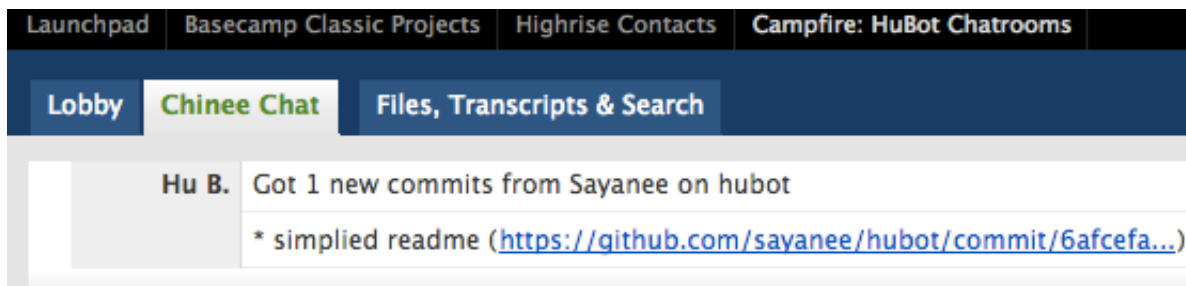 Launchpad Basecamp Classic Projects Highrise Contacts Campfire: HuBot Chatrooms
Lobby Chinee Chat Files, Transcripts & Search
Hu B. Got 1 new commits from Sayanee on hubot
* simplied readme (https://github.com/sayanee/hubot/commit/6afcefa...)